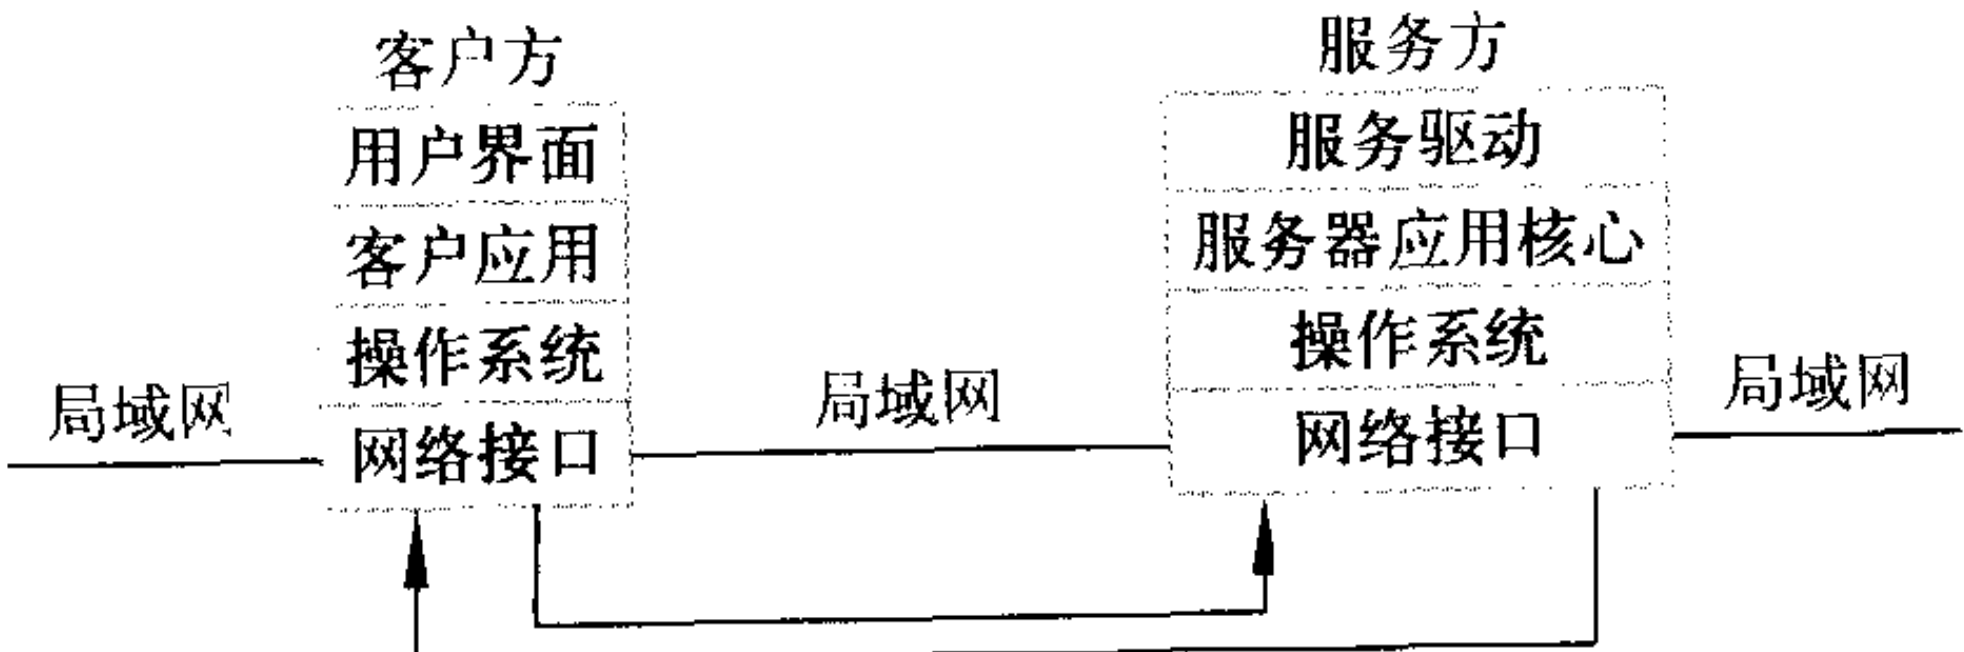 客户方
用户界面
客户应用
操作系统
网络接口
服务方
服务驱动
服务器应用核心
操作系统
网络接口
局域网
局域网
局域网